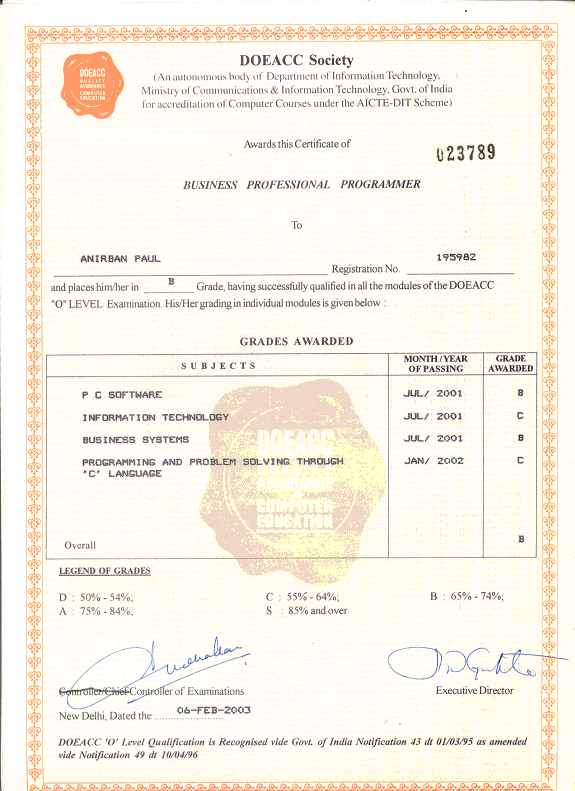 DOEACC Society
(An autonomous body of Department of Information Technology,
Ministry of Communications & Information Technology, Govt. of India
for accreditation of Computer Courses under the AICTE-DIT Scheme)
DOEACC
QUALITY
ASSURANCE
COMPUTER
EDUCATION
Awards this Certificate of
023789
BUSINESS PROFESSIONAL PROGRAMMER
To
ANIRBAN PAUL
Registration No. 195982
and places him/her in B Grade, having successfully qualified in all the modules of the DOEACC
"O" LEVEL Examination. His/Her grading in individual modules is given below :
GRADES AWARDED
SUBJECTS MONTH/YEAR OF PASSING GRADE AWARDED
P C SOFTWARE JUL/ 2001 B
INFORMATION TECHNOLOGY JUL/ 2001 C
BUSINESS SYSTEMS JUL/ 2001 B
PROGRAMMING AND PROBLEM SOLVING THROUGH JAN/ 2002 C
'C' LANGUAGE
DOEACC
QUALITY
ASSURANCE
COMPUTER
EDUCATION
Overall B
LEGEND OF GRADES
D : 50% - 54%; C : 55% - 64%; B : 65% - 74%;
A : 75% - 84%; S : 85% and over
Controller/Chief Controller of Examinations
Executive Director
New Delhi, Dated the 06-FEB-2003
DOEACC 'O' Level Qualification is Recognised vide Govt. of India Notification 43 dt 01/03/95 as amended
vide Notification 49 dt 10/04/96